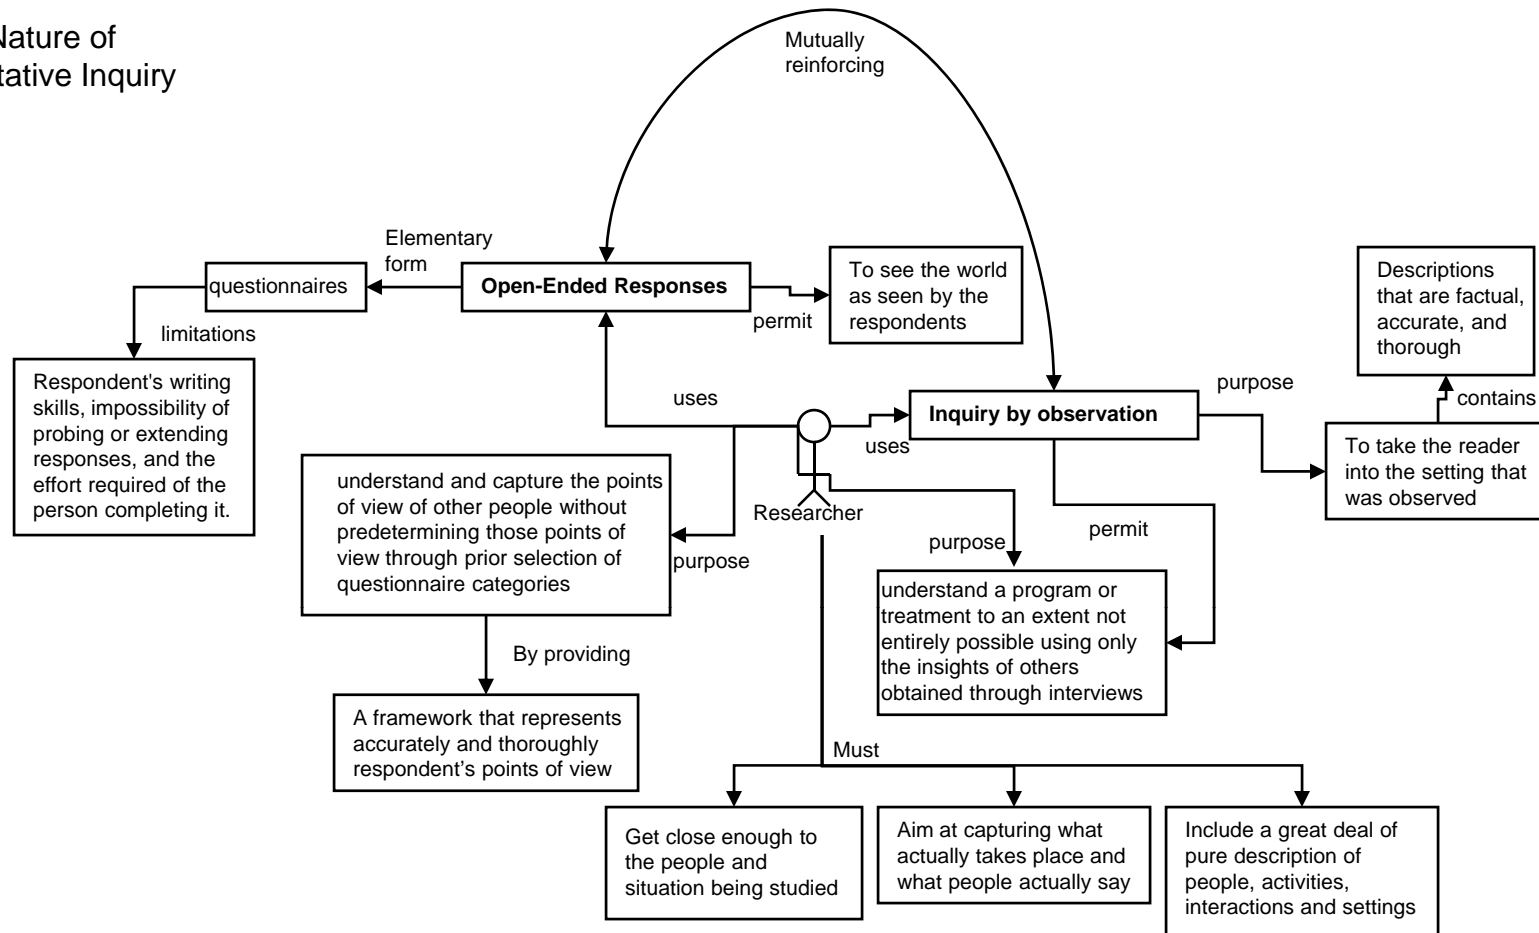 Nature of
tative Inquiry
Mutually
reinforcing
Elementary
form
questionnaires
Open-Ended Responses
permit
To see the world
as seen by the
respondents
Descriptions
that are factual,
accurate, and
thorough
limitations
Respondent's writing
skills, impossibility of
probing or extending
responses, and the
effort required of the
person completing it.
uses
uses
Inquiry by observation
purpose
contains
To take the reader
into the setting that
was observed
understand and capture the points
of view of other people without
predetermining those points of
view through prior selection of
questionnaire categories
purpose
Researcher
purpose
permit
understand a program or
treatment to an extent not
entirely possible using only
the insights of others
obtained through interviews
By providing
A framework that represents
accurately and thoroughly
respondent’s points of view
Must
Get close enough to
the people and
situation being studied
Aim at capturing what
actually takes place and
what people actually say
Include a great deal of
pure description of
people, activities,
interactions and settings